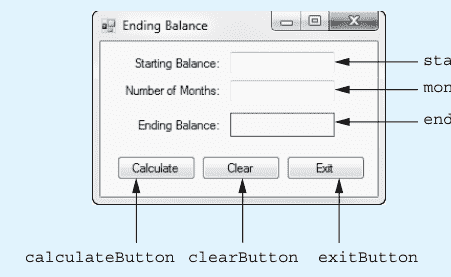 Ending Balance
Starting Balance: sta
Number of Months: mon
Ending Balance: end
Calculate Clear Exit
calculateButton clearButton exitButton